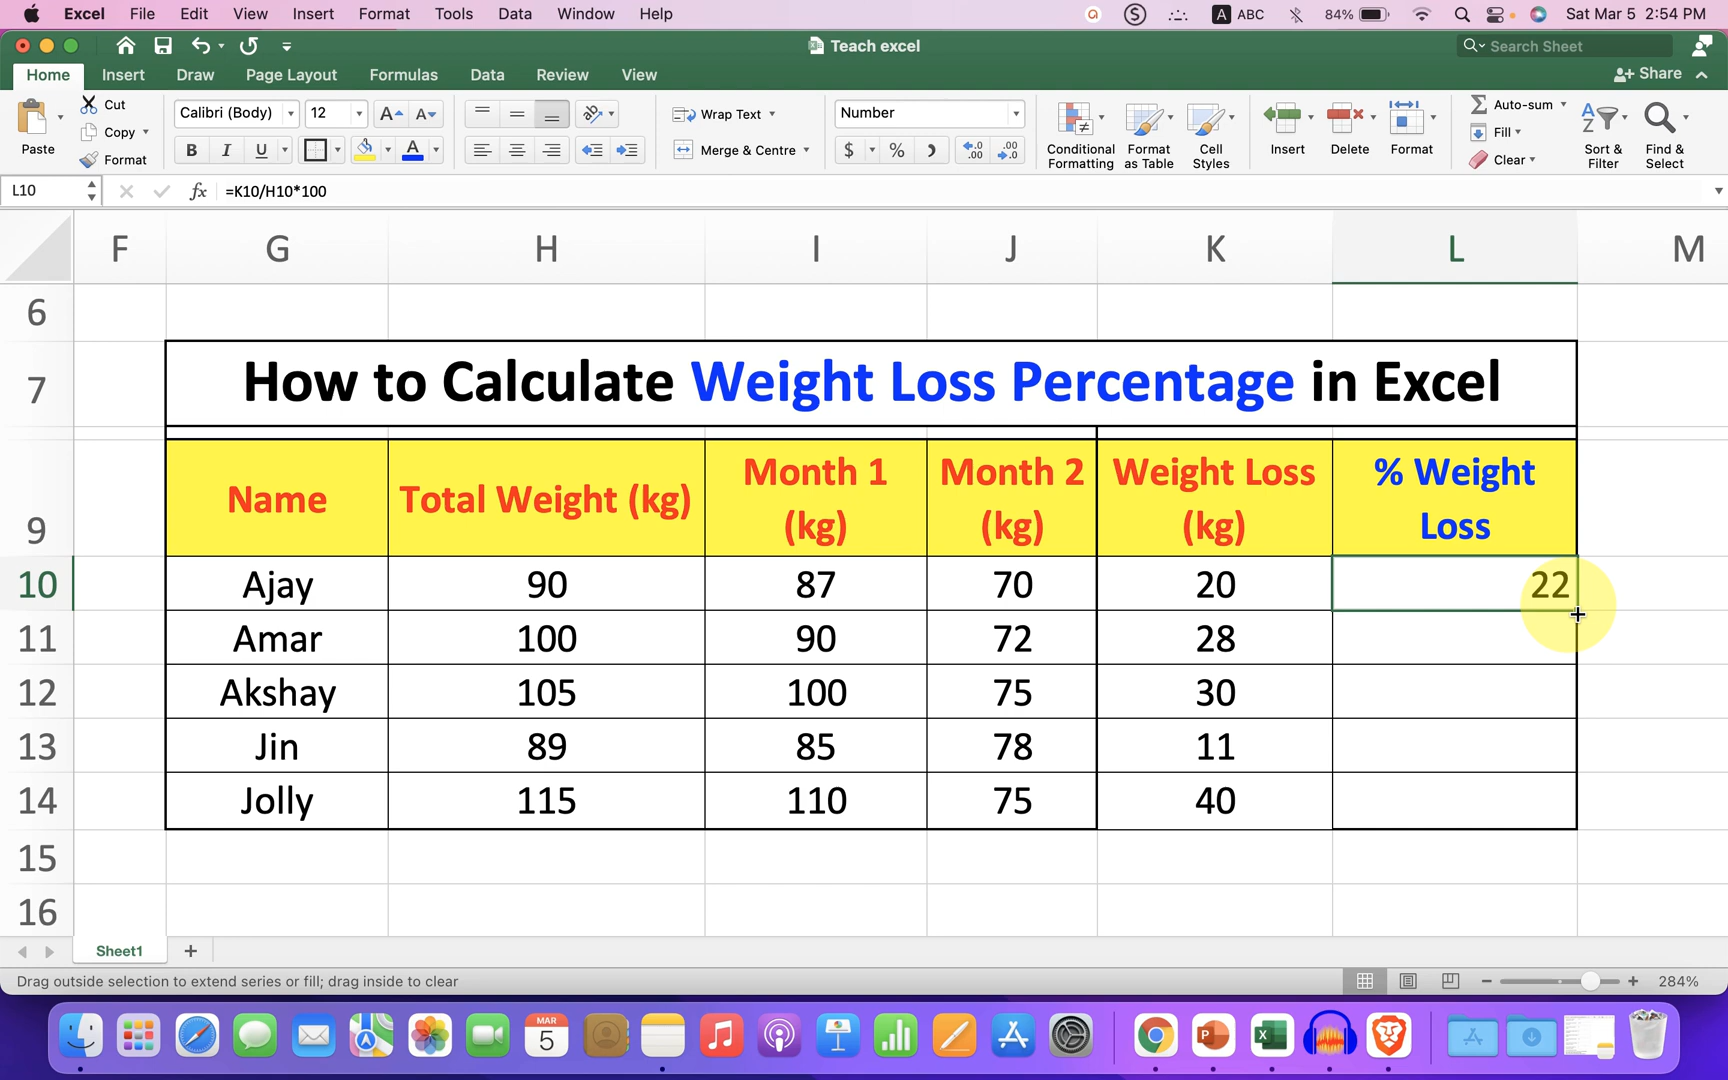 Excel File Edit View Insert Format Tools Data Window Help A ABC 84% Sat Mar 5 2:54 PM
Teach excel Search Sheet
Home Insert Draw Page Layout Formulas Data Review View Share
Paste Cut Copy Format
Calibri (Body) 12
B I U
Wrap Text
Merge & Centre
Number
$ %
Conditional Formatting
Format as Table
Cell Styles
Insert Delete Format
Auto-sum
Fill
Clear
Sort & Filter
Find & Select
L10 fx =K10/H10*100
F G H I J K L M
6
7 How to Calculate Weight Loss Percentage in Excel
9 Name Total Weight (kg) Month 1 (kg) Month 2 (kg) Weight Loss (kg) % Weight Loss
10 Ajay 90 87 70 20 22
11 Amar 100 90 72 28
12 Akshay 105 100 75 30
13 Jin 89 85 78 11
14 Jolly 115 110 75 40
15
16
Sheet1 +
Drag outside selection to extend series or fill; drag inside to clear 284%
MAR
5